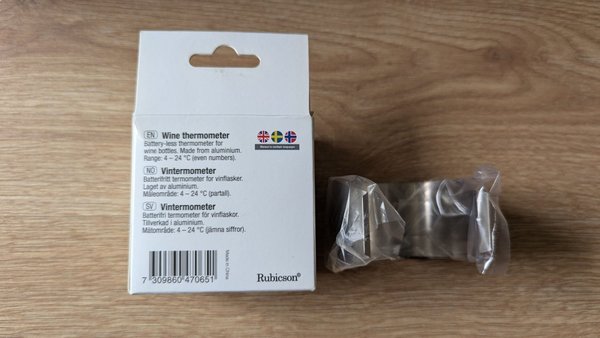 EN Wine thermometer
Battery-less thermometer for
wine bottles. Made from aluminium.
Range: 4 – 24 °C (even numbers).
NO Vintermometer
Batterifritt termometer for vinflasker.
Laget av aluminium.
Måleområde: 4 – 24 °C (partall).
SV Vintermometer
Batterifri termometer för vinflaskor.
Tillverkad i aluminium.
Mätområde: 4 – 24 °C (jämna siffror).
Made in China
7 309860 470651
Rubicson®